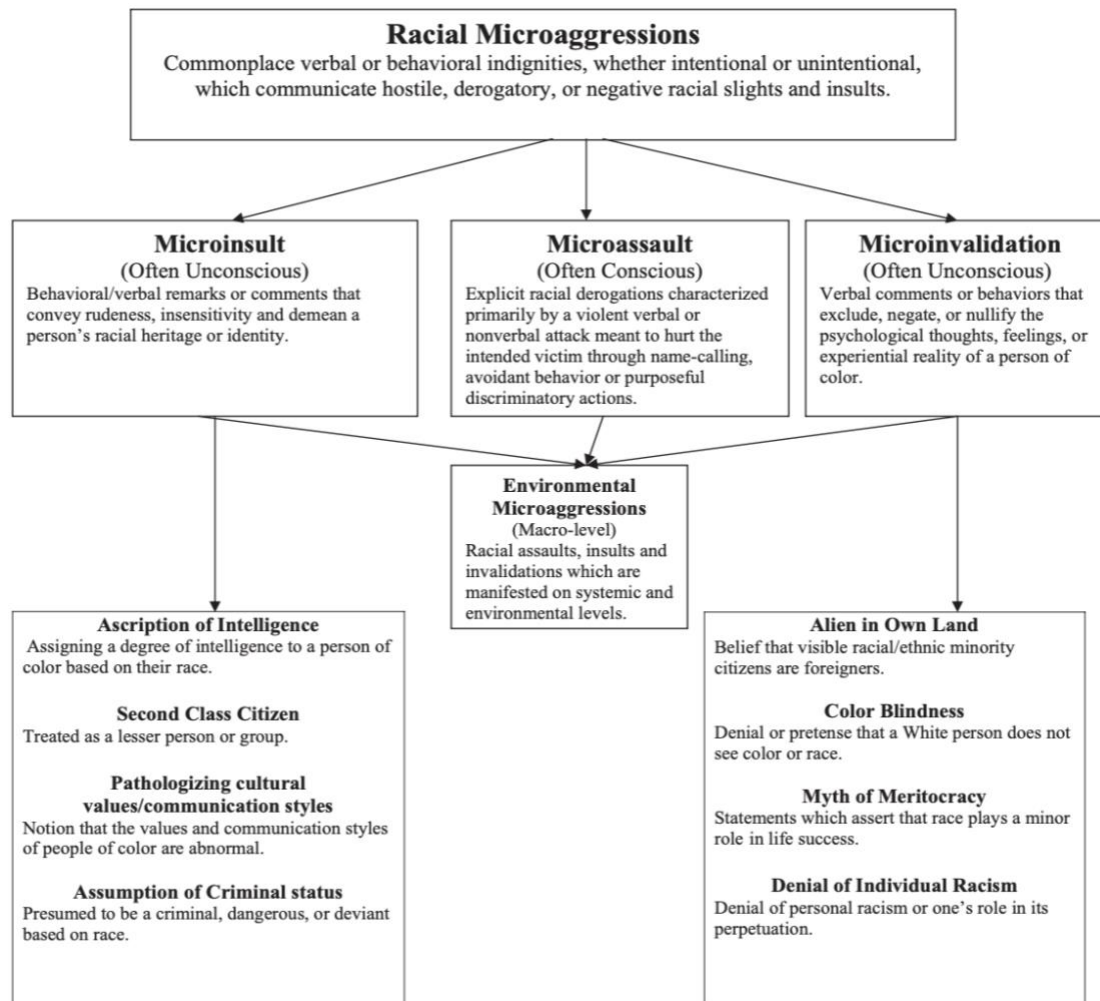 Racial Microaggressions
Commonplace verbal or behavioral indignities, whether intentional or unintentional,
which communicate hostile, derogatory, or negative racial slights and insults.
Microinsult
(Often Unconscious)
Behavioral/verbal remarks or comments that
convey rudeness, insensitivity and demean a
person's racial heritage or identity.
Microassault
(Often Conscious)
Explicit racial derogations characterized
primarily by a violent verbal or
nonverbal attack meant to hurt the
intended victim through name-calling,
avoidant behavior or purposeful
discriminatory actions.
Microinvalidation
(Often Unconscious)
Verbal comments or behaviors that
exclude, negate, or nullify the
psychological thoughts, feelings, or
experiential reality of a person of
color.
Environmental
Microaggressions
(Macro-level)
Racial assaults, insults and
invalidations which are
manifested on systemic and
environmental levels.
Ascription of Intelligence
Assigning a degree of intelligence to a person of
color based on their race.
Second Class Citizen
Treated as a lesser person or group.
Pathologizing cultural
values/communication styles
Notion that the values and communication styles
of people of color are abnormal.
Assumption of Criminal status
Presumed to be a criminal, dangerous, or deviant
based on race.
Alien in Own Land
Belief that visible racial/ethnic minority
citizens are foreigners.
Color Blindness
Denial or pretense that a White person does not
see color or race.
Myth of Meritocracy
Statements which assert that race plays a minor
role in life success.
Denial of Individual Racism
Denial of personal racism or one's role in its
perpetuation.